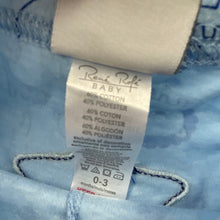 René Rofé
BABY
60% COTTON
40% POLYESTER
60% COTON
40% POLYESTER
60% ALGODÓN
40% POLIÉSTER
0-3